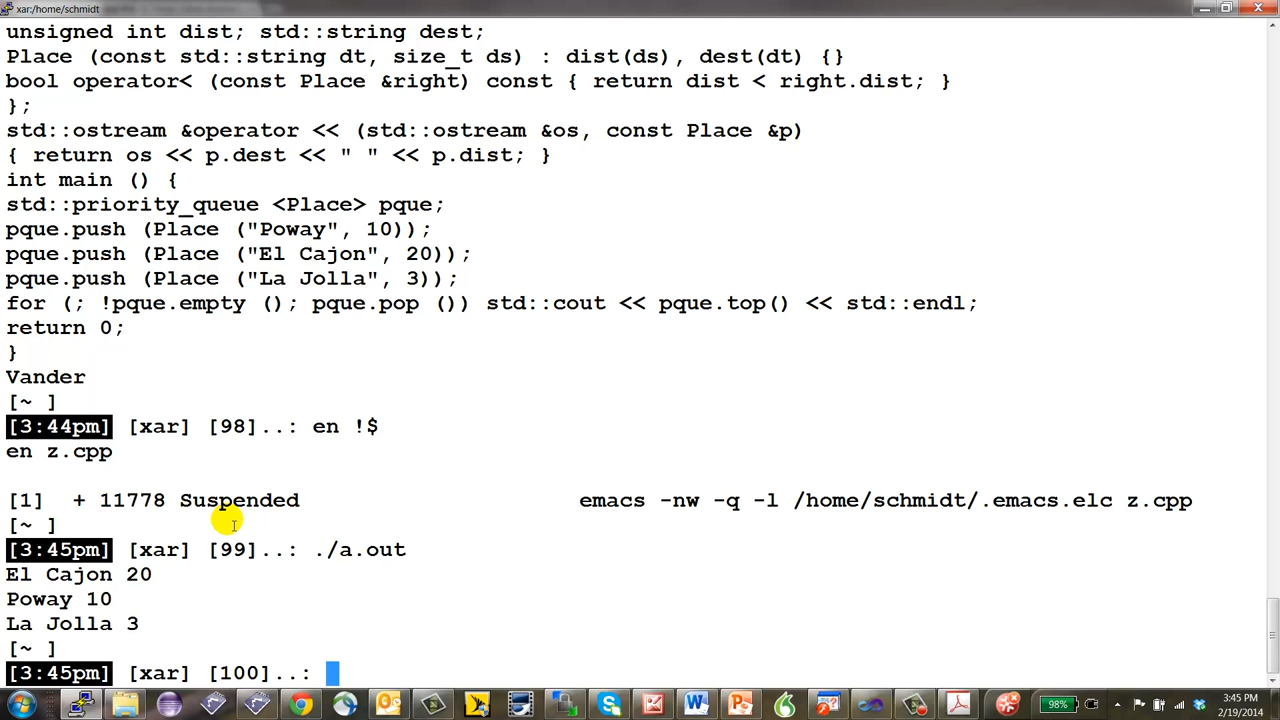 xar:/home/schmidt
unsigned int dist; std::string dest;
Place (const std::string dt, size_t ds) : dist(ds), dest(dt) {}
bool operator< (const Place &right) const { return dist < right.dist; }
};
std::ostream &operator << (std::ostream &os, const Place &p)
{ return os << p.dest << " " << p.dist; }
int main () {
std::priority_queue <Place> pque;
pque.push (Place ("Poway", 10));
pque.push (Place ("El Cajon", 20));
pque.push (Place ("La Jolla", 3));
for (; !pque.empty (); pque.pop ()) std::cout << pque.top() << std::endl;
return 0;
}
Vander
[~ ]
[3:44pm] [xar] [98]..: en !$
en z.cpp
[1]  + 11778 Suspended                     emacs -nw -q -l /home/schmidt/.emacs.elc z.cpp
[~ ]
[3:45pm] [xar] [99]..: ./a.out
El Cajon 20
Poway 10
La Jolla 3
[~ ]
[3:45pm] [xar] [100]..:
98%
3:45 PM
2/19/2014